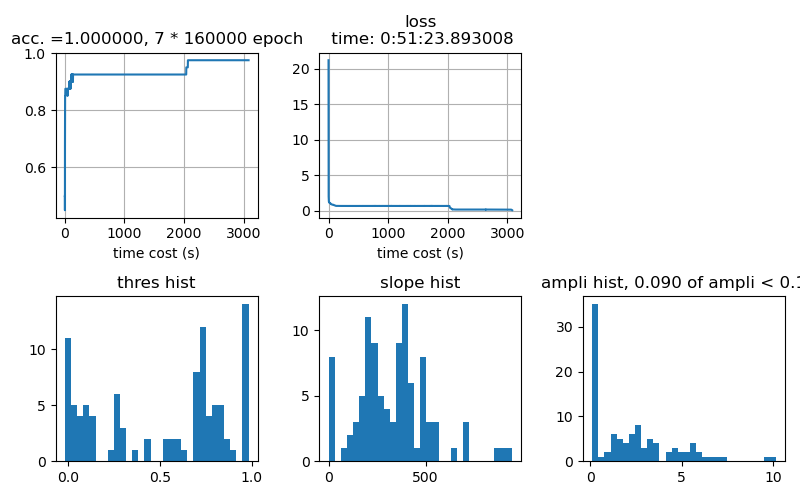 acc. =1.000000, 7 * 160000 epoch
1.0
0.8
0.6
0 1000 2000 3000
time cost (s)
loss
time: 0:51:23.893008
20
15
10
5
0
0 1000 2000 3000
time cost (s)
thres hist
10
5
0
0.0 0.5 1.0
slope hist
10
5
0
0 500
ampli hist, 0.090 of ampli < 0.1
30
20
10
0
0 5 10